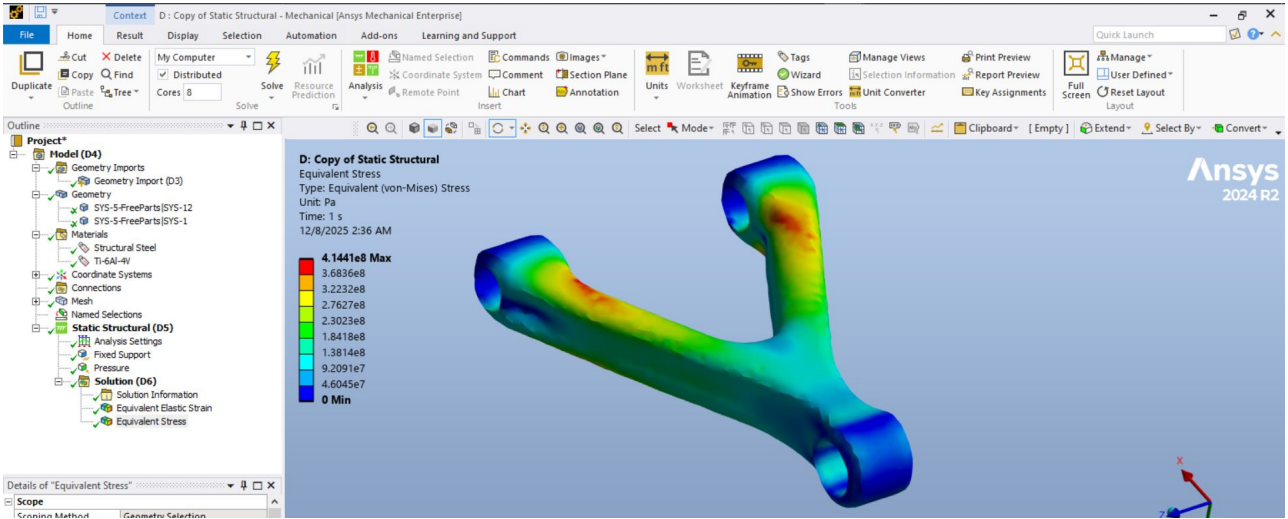 Context D : Copy of Static Structural - Mechanical [Ansys Mechanical Enterprise]
File Home Result Display Selection Automation Add-ons Learning and Support Quick Launch
Duplicate Cut Copy Paste Delete Find Tree Outline
My Computer Distributed Cores 8 Solve Resource Prediction Solve
Analysis Named Selection Coordinate System Remote Point Commands Comment Chart Images Section Plane Annotation Insert
mft Units Worksheet Keyframe Animation Tags Wizard Show Errors Manage Views Selection Information Unit Converter Print Preview Report Preview Key Assignments Tools
Full Screen Manage User Defined Reset Layout Layout
Outline
Select Mode Clipboard [ Empty ] Extend Select By Convert
Project*
Model (D4)
Geometry Imports
Geometry Import (D3)
Geometry
SYS-5-FreeParts|SYS-12
SYS-5-FreeParts|SYS-1
Materials
Structural Steel
Ti-6Al-4V
Coordinate Systems
Connections
Mesh
Named Selections
Static Structural (D5)
Analysis Settings
Fixed Support
Pressure
Solution (D6)
Solution Information
Equivalent Elastic Strain
Equivalent Stress
Details of "Equivalent Stress"
Scope
Scoping Method Geometry Selection
D: Copy of Static Structural
Equivalent Stress
Type: Equivalent (von-Mises) Stress
Unit: Pa
Time: 1 s
12/8/2025 2:36 AM
4.1441e8 Max
3.6836e8
3.2232e8
2.7627e8
2.3023e8
1.8418e8
1.3814e8
9.2091e7
4.6045e7
0 Min
Ansys
2024 R2
X
Z